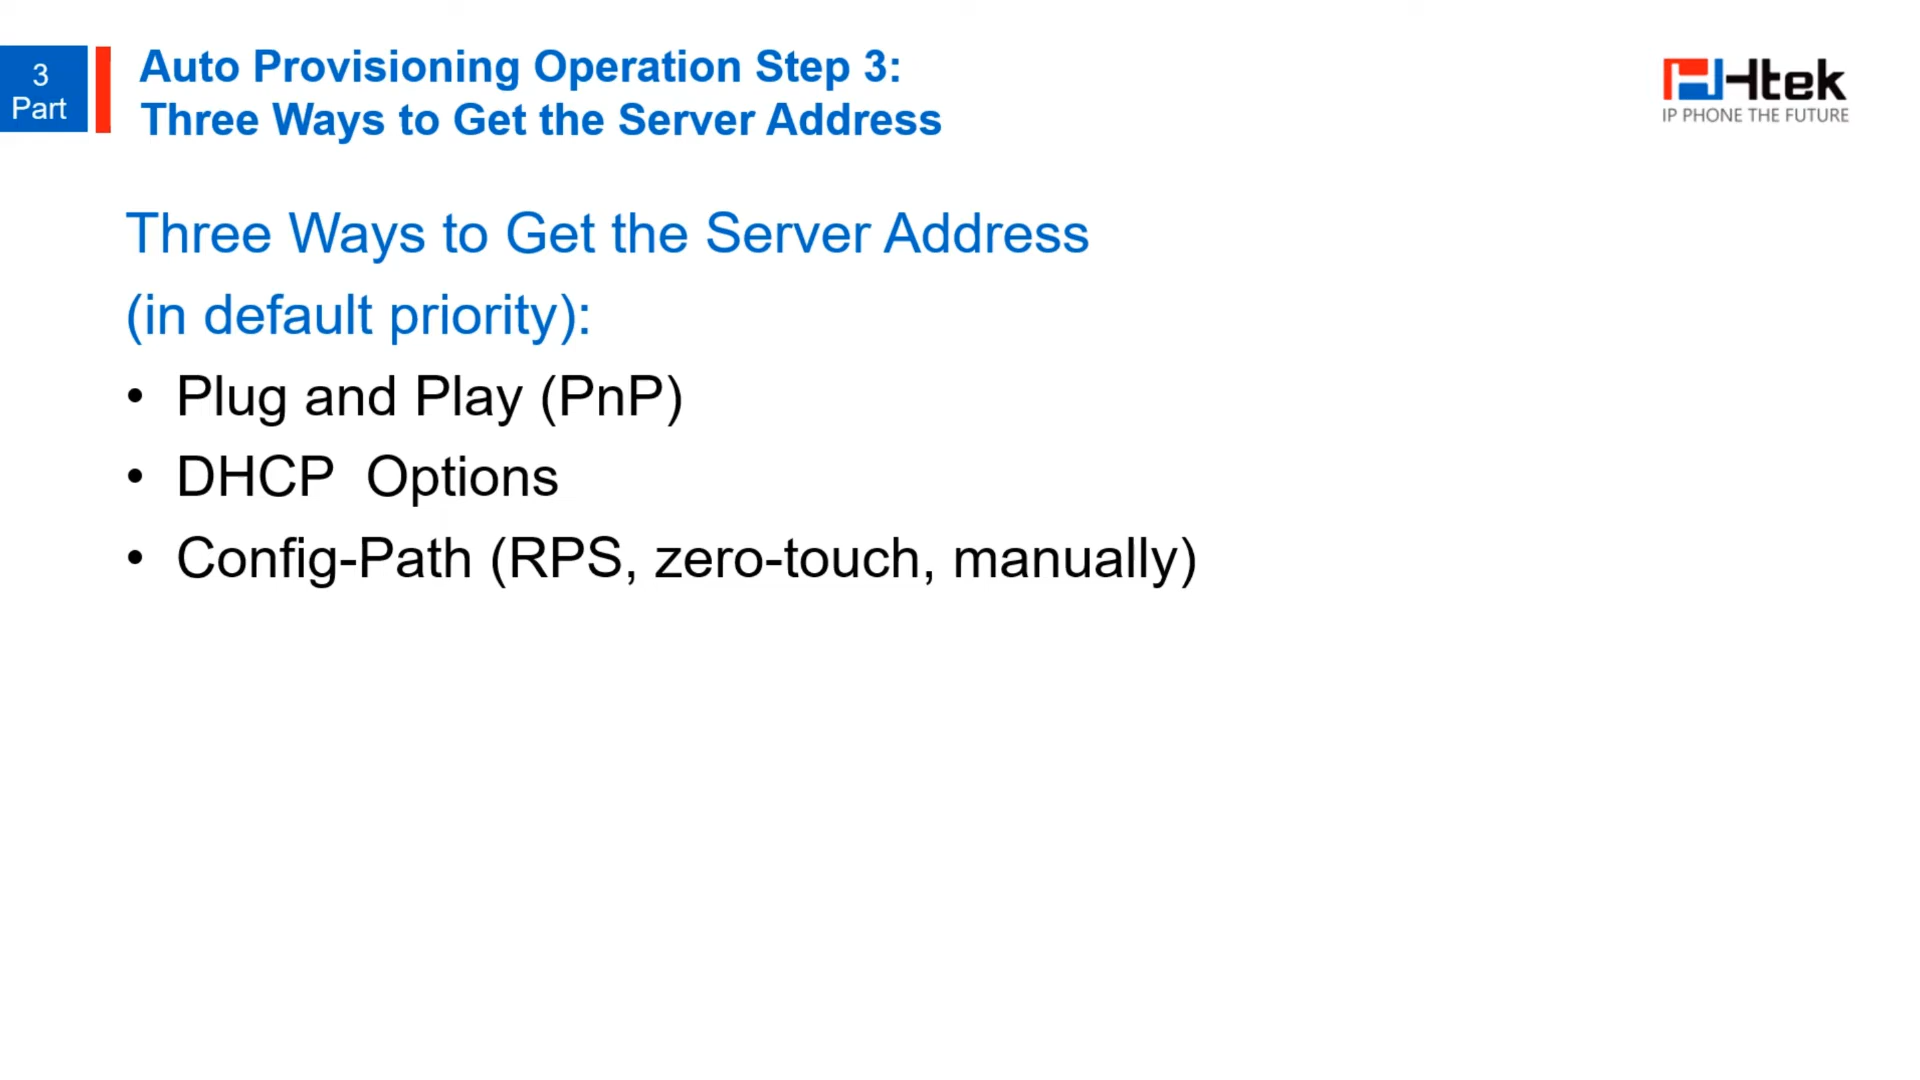 3
Part
Auto Provisioning Operation Step 3:
Three Ways to Get the Server Address
Htek
IP PHONE THE FUTURE
Three Ways to Get the Server Address
(in default priority):
• Plug and Play (PnP)
• DHCP  Options
• Config-Path (RPS, zero-touch, manually)